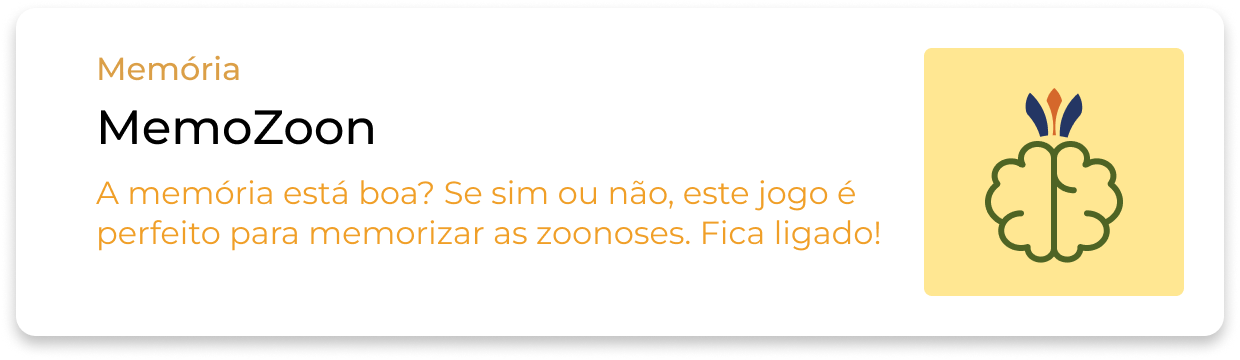 Memória
MemoZoon
A memória está boa? Se sim ou não, este jogo é
perfeito para memorizar as zoonoses. Fica ligado!